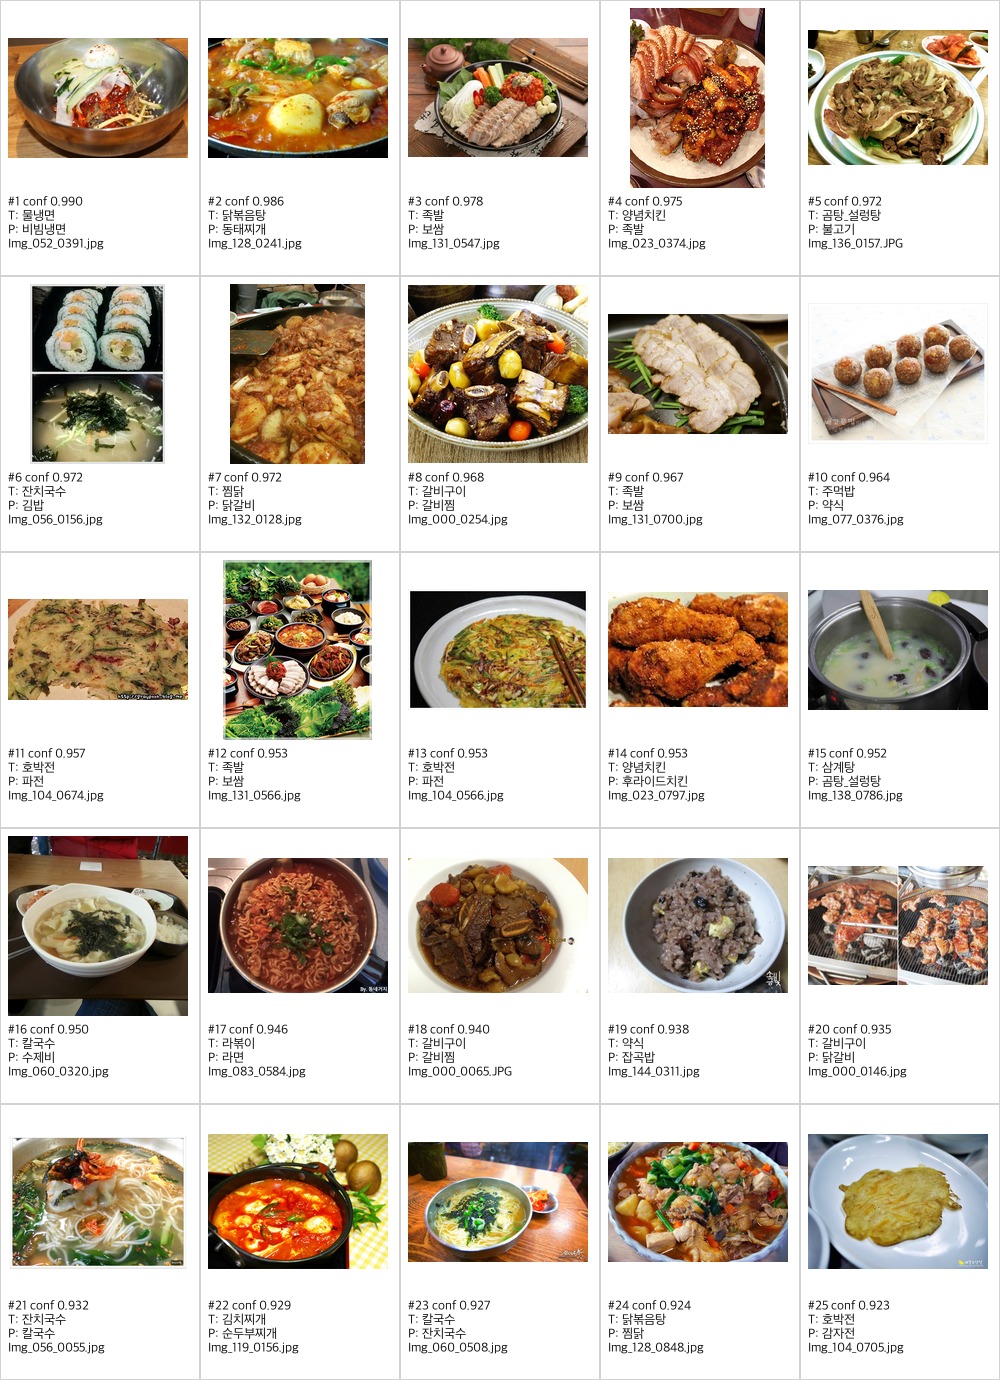 #1 conf 0.990
T: 물냉면
P: 비빔냉면
Img_052_0391.jpg
#2 conf 0.986
T: 닭볶음탕
P: 동태찌개
Img_128_0241.jpg
#3 conf 0.978
T: 족발
P: 보쌈
Img_131_0547.jpg
#4 conf 0.975
T: 양념치킨
P: 족발
Img_023_0374.jpg
#5 conf 0.972
T: 곰탕_설렁탕
P: 불고기
Img_136_0157.JPG
#6 conf 0.972
T: 잔치국수
P: 김밥
Img_056_0156.jpg
#7 conf 0.972
T: 찜닭
P: 닭갈비
Img_132_0128.jpg
#8 conf 0.968
T: 갈비구이
P: 갈비찜
Img_000_0254.jpg
#9 conf 0.967
T: 족발
P: 보쌈
Img_131_0700.jpg
#10 conf 0.964
T: 주먹밥
P: 약식
Img_077_0376.jpg
#11 conf 0.957
T: 호박전
P: 파전
Img_104_0674.jpg
#12 conf 0.953
T: 족발
P: 보쌈
Img_131_0566.jpg
#13 conf 0.953
T: 호박전
P: 파전
Img_104_0566.jpg
#14 conf 0.953
T: 양념치킨
P: 후라이드치킨
Img_023_0797.jpg
#15 conf 0.952
T: 삼계탕
P: 곰탕_설렁탕
Img_138_0786.jpg
#16 conf 0.950
T: 칼국수
P: 수제비
Img_060_0320.jpg
By. 동네거지
#17 conf 0.946
T: 라볶이
P: 라면
Img_083_0584.jpg
#18 conf 0.940
T: 갈비구이
P: 갈비찜
Img_000_0065.JPG
#19 conf 0.938
T: 약식
P: 잡곡밥
Img_144_0311.jpg
#20 conf 0.935
T: 갈비구이
P: 닭갈비
Img_000_0146.jpg
#21 conf 0.932
T: 잔치국수
P: 칼국수
Img_056_0055.jpg
#22 conf 0.929
T: 김치찌개
P: 순두부찌개
Img_119_0156.jpg
#23 conf 0.927
T: 칼국수
P: 잔치국수
Img_060_0508.jpg
#24 conf 0.924
T: 닭볶음탕
P: 찜닭
Img_128_0848.jpg
#25 conf 0.923
T: 호박전
P: 감자전
Img_104_0705.jpg